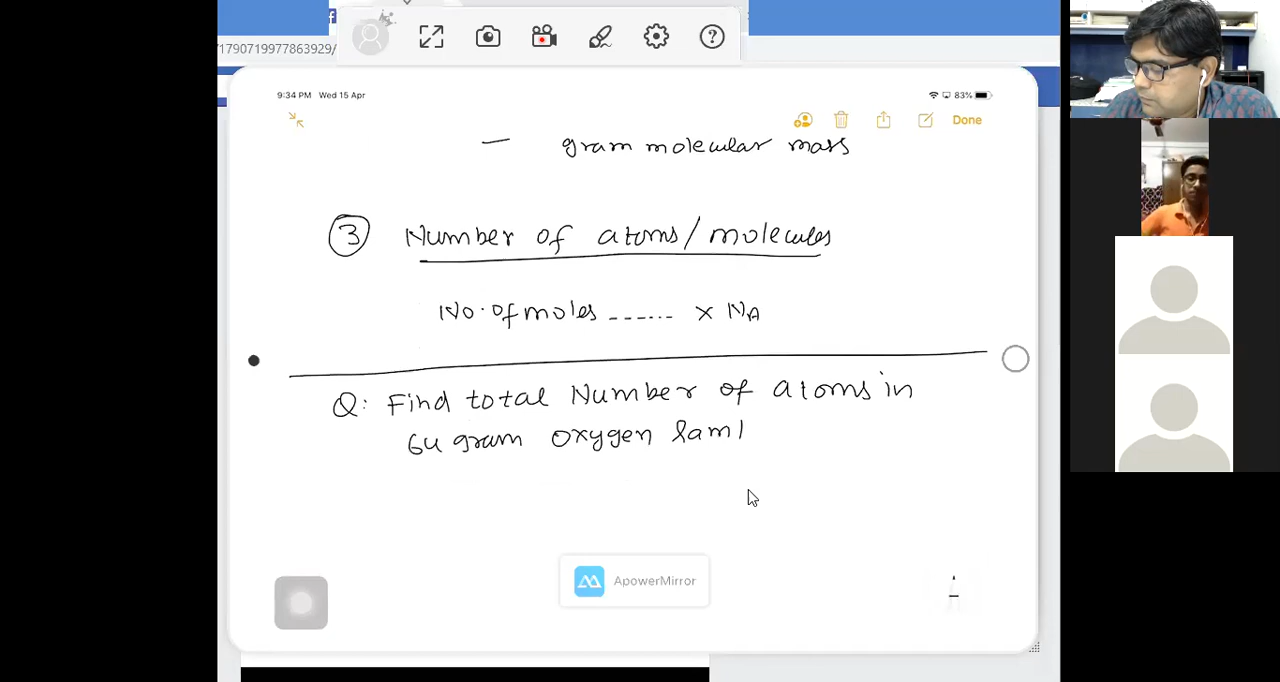 1790719977863929/
9:34 PM Wed 15 Apr
83%
Done
— gram molecular mass
3 Number of atoms/molecules
No. of moles ...... × NA
Q: Find total Number of atoms in
64 gram oxygen
ApowerMirror